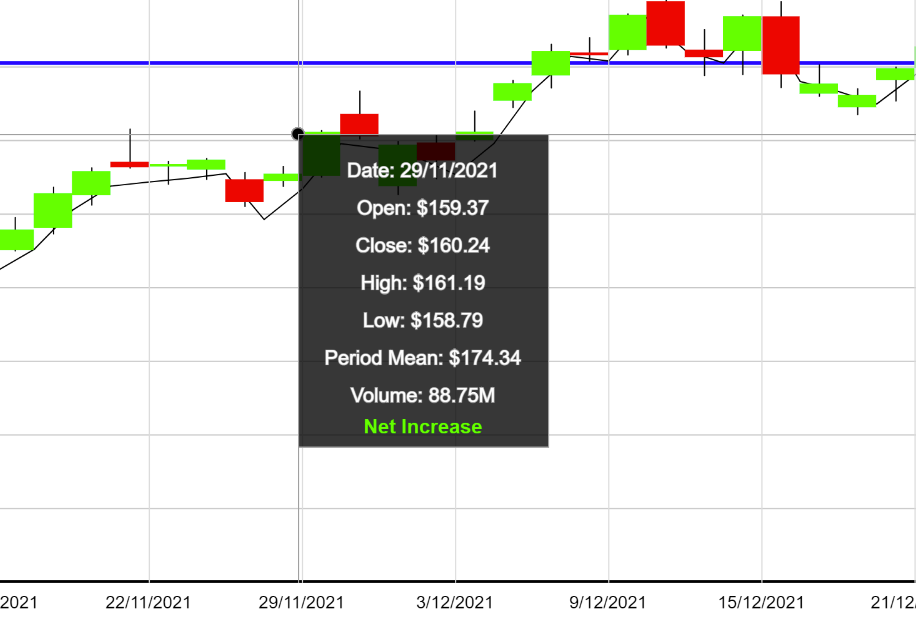 Date: 29/11/2021
Open: $159.37
Close: $160.24
High: $161.19
Low: $158.79
Period Mean: $174.34
Volume: 88.75M
Net Increase
2021 22/11/2021 29/11/2021 3/12/2021 9/12/2021 15/12/2021 21/12/